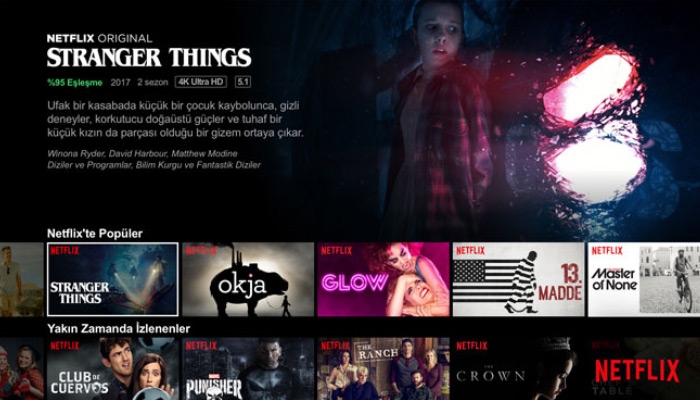 NETFLIX ORIGINAL
STRANGER THINGS
%95 Eşleşme 2017 2 sezon 4K Ultra HD 5.1
Ufak bir kasabada küçük bir çocuk kaybolunca, gizli
deneyler, korkutucu doğaüstü güçler ve tuhaf bir
küçük kızın da parçası olduğu bir gizem ortaya çıkar.
Winona Ryder, David Harbour, Matthew Modine
Diziler ve Programlar, Bilim Kurgu ve Fantastik Diziler
Netflix'te Popüler
NETFLIX
STRANGER
THINGS
NETFLIX
okja
NETFLIX
GLOW
NETFLIX
13.
MADDE
NETFLIX
Master
of None
Yakın Zamanda İzlenenler
NETFLIX
CLUB
DE
CUERVOS
NETFLIX
MARVEL
PUNISHER
NETFLIX
THE
RANCH
NETFLIX
THE
CROWN
NETFLIX
TABLE